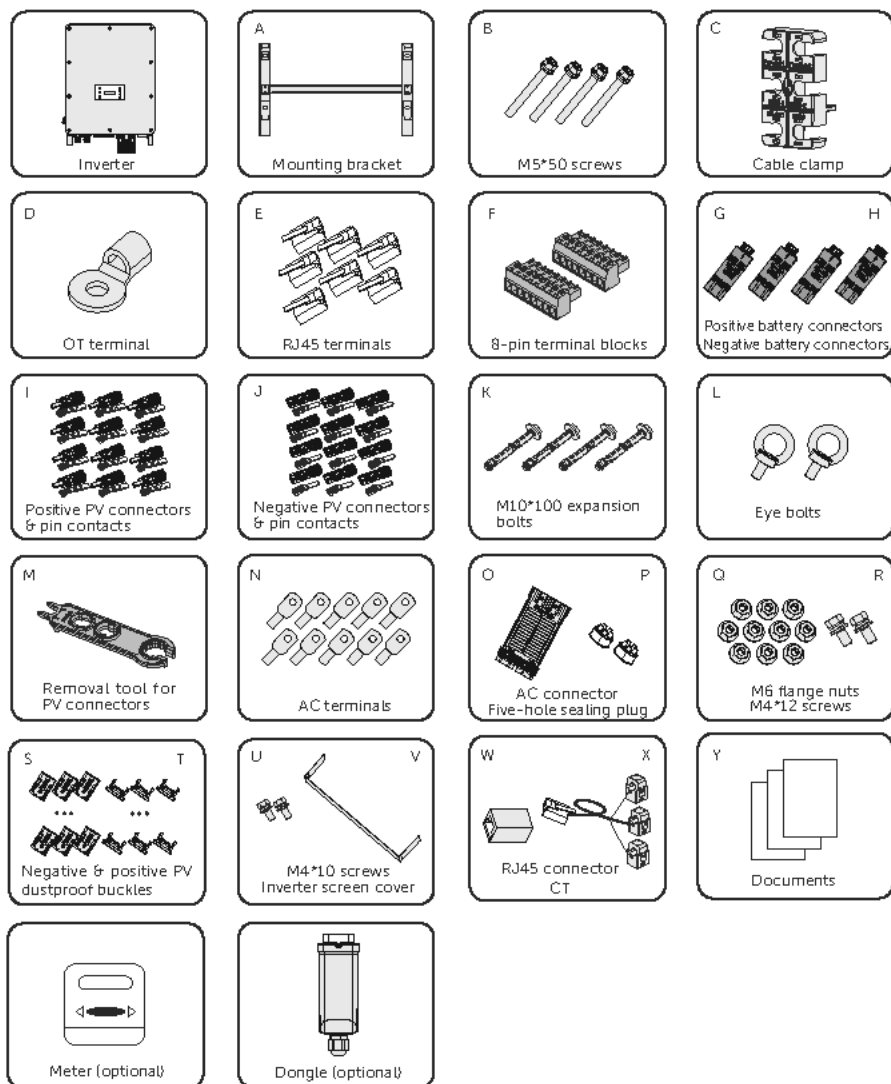 Inverter
A
Mounting bracket
B
M5*50 screws
C
Cable clamp
D
OT terminal
E
RJ45 terminals
F
8-pin terminal blocks
G H
Positive battery connectors
Negative battery connectors
I
Positive PV connectors
& pin contacts
J
Negative PV connectors
& pin contacts
K
M10*100 expansion
bolts
L
Eye bolts
M
Removal tool for
PV connectors
N
AC terminals
O P
AC connector
Five-hole sealing plug
Q R
M6 flange nuts
M4*12 screws
S T
Negative & positive PV
dustproof buckles
U V
M4*10 screws
Inverter screen cover
W X
RJ45 connector
CT
Y
Documents
Meter (optional)
Dongle (optional)